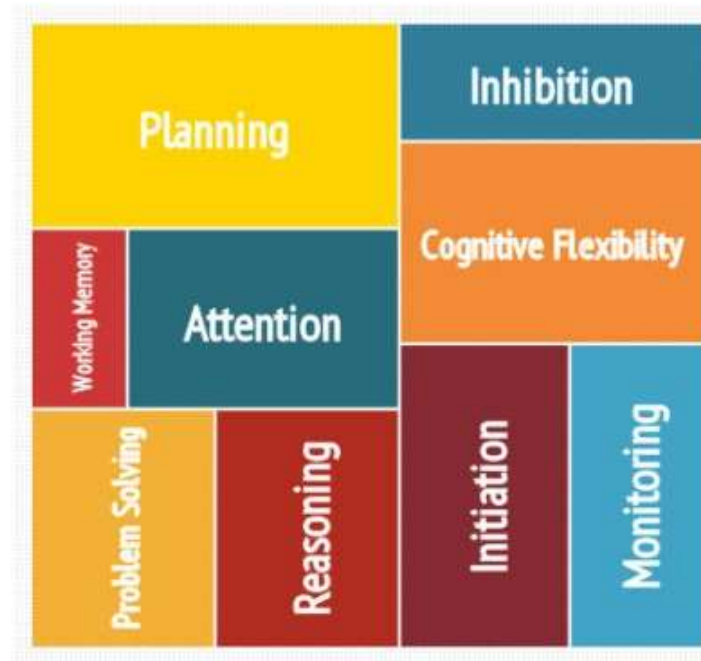 Planning
Inhibition
Cognitive Flexibility
Working Memory
Attention
Problem Solving
Reasoning
Initiation
Monitoring